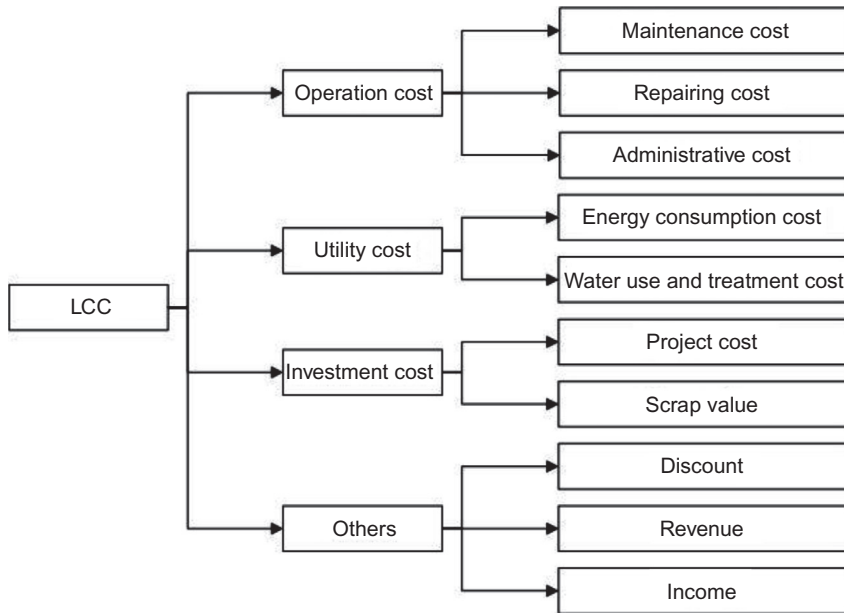 LCC
Operation cost
Maintenance cost
Repairing cost
Administrative cost
Utility cost
Energy consumption cost
Water use and treatment cost
Investment cost
Project cost
Scrap value
Others
Discount
Revenue
Income